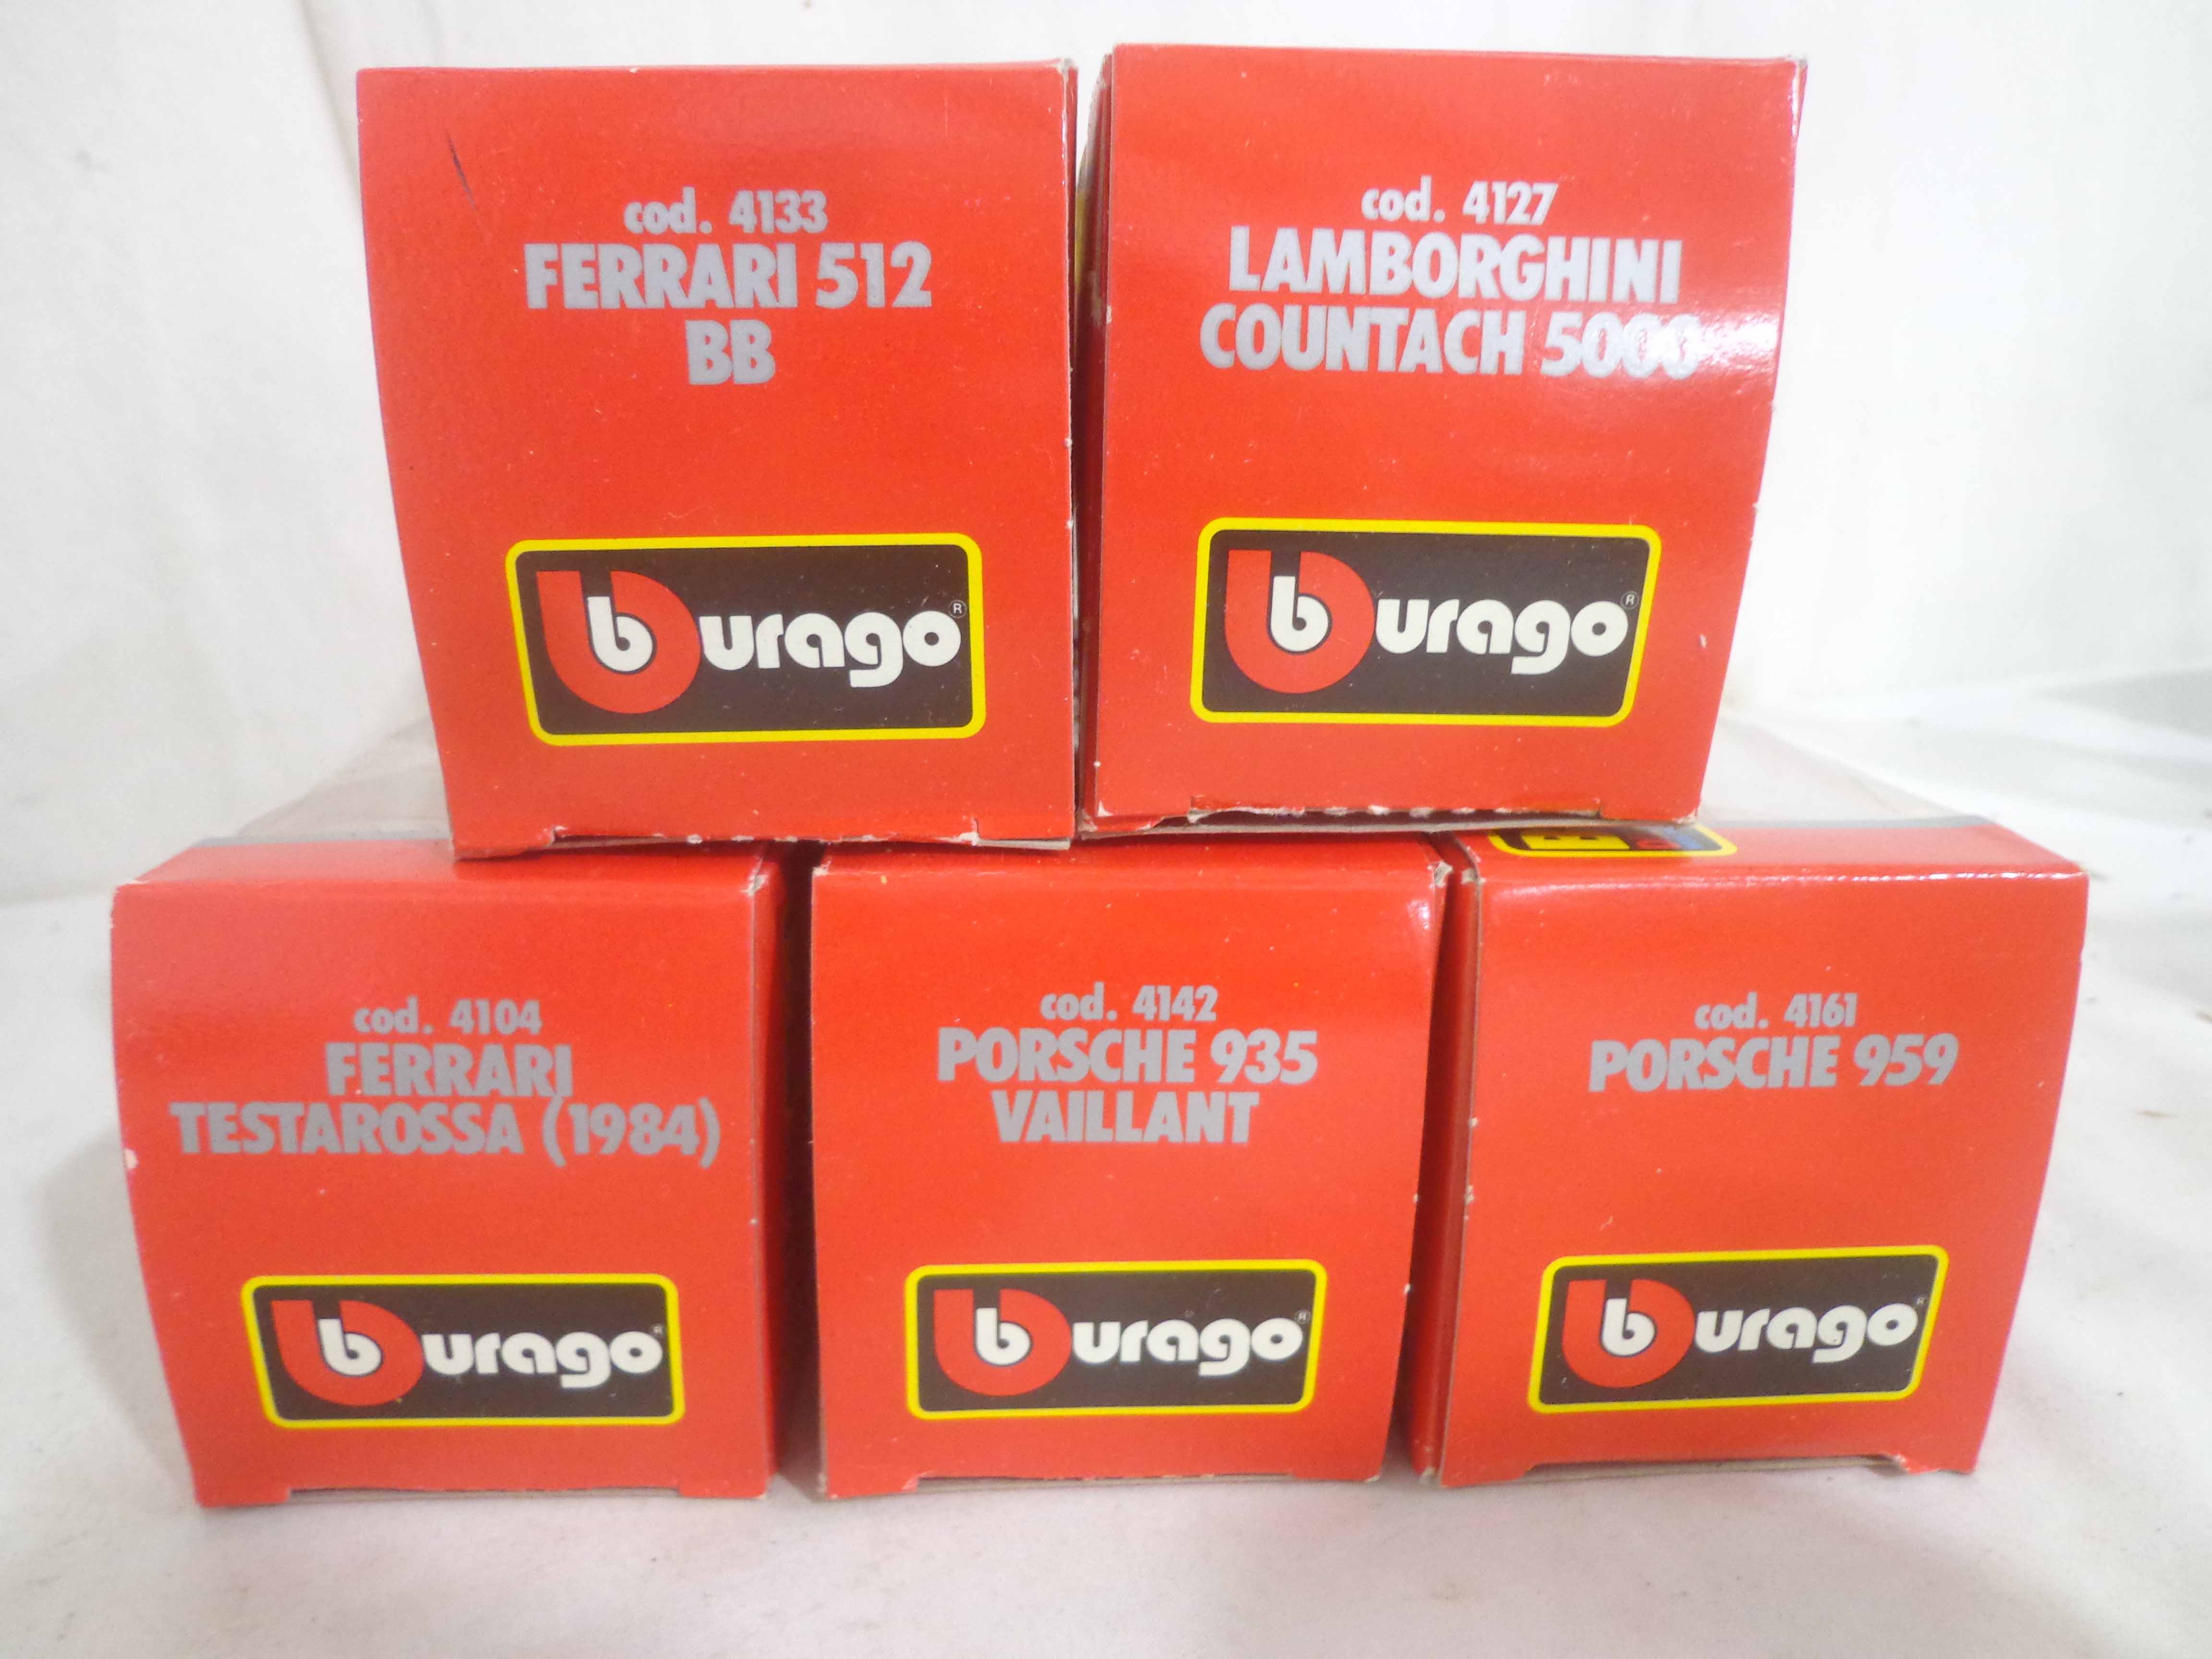 cod. 4133
FERRARI 512
BB
burago®
cod. 4127
LAMBORGHINI
COUNTACH 5000
burago®
cod. 4104
FERRARI
TESTAROSSA (1984)
burago®
cod. 4142
PORSCHE 935
VAILLANT
burago®
cod. 4161
PORSCHE 959
burago®